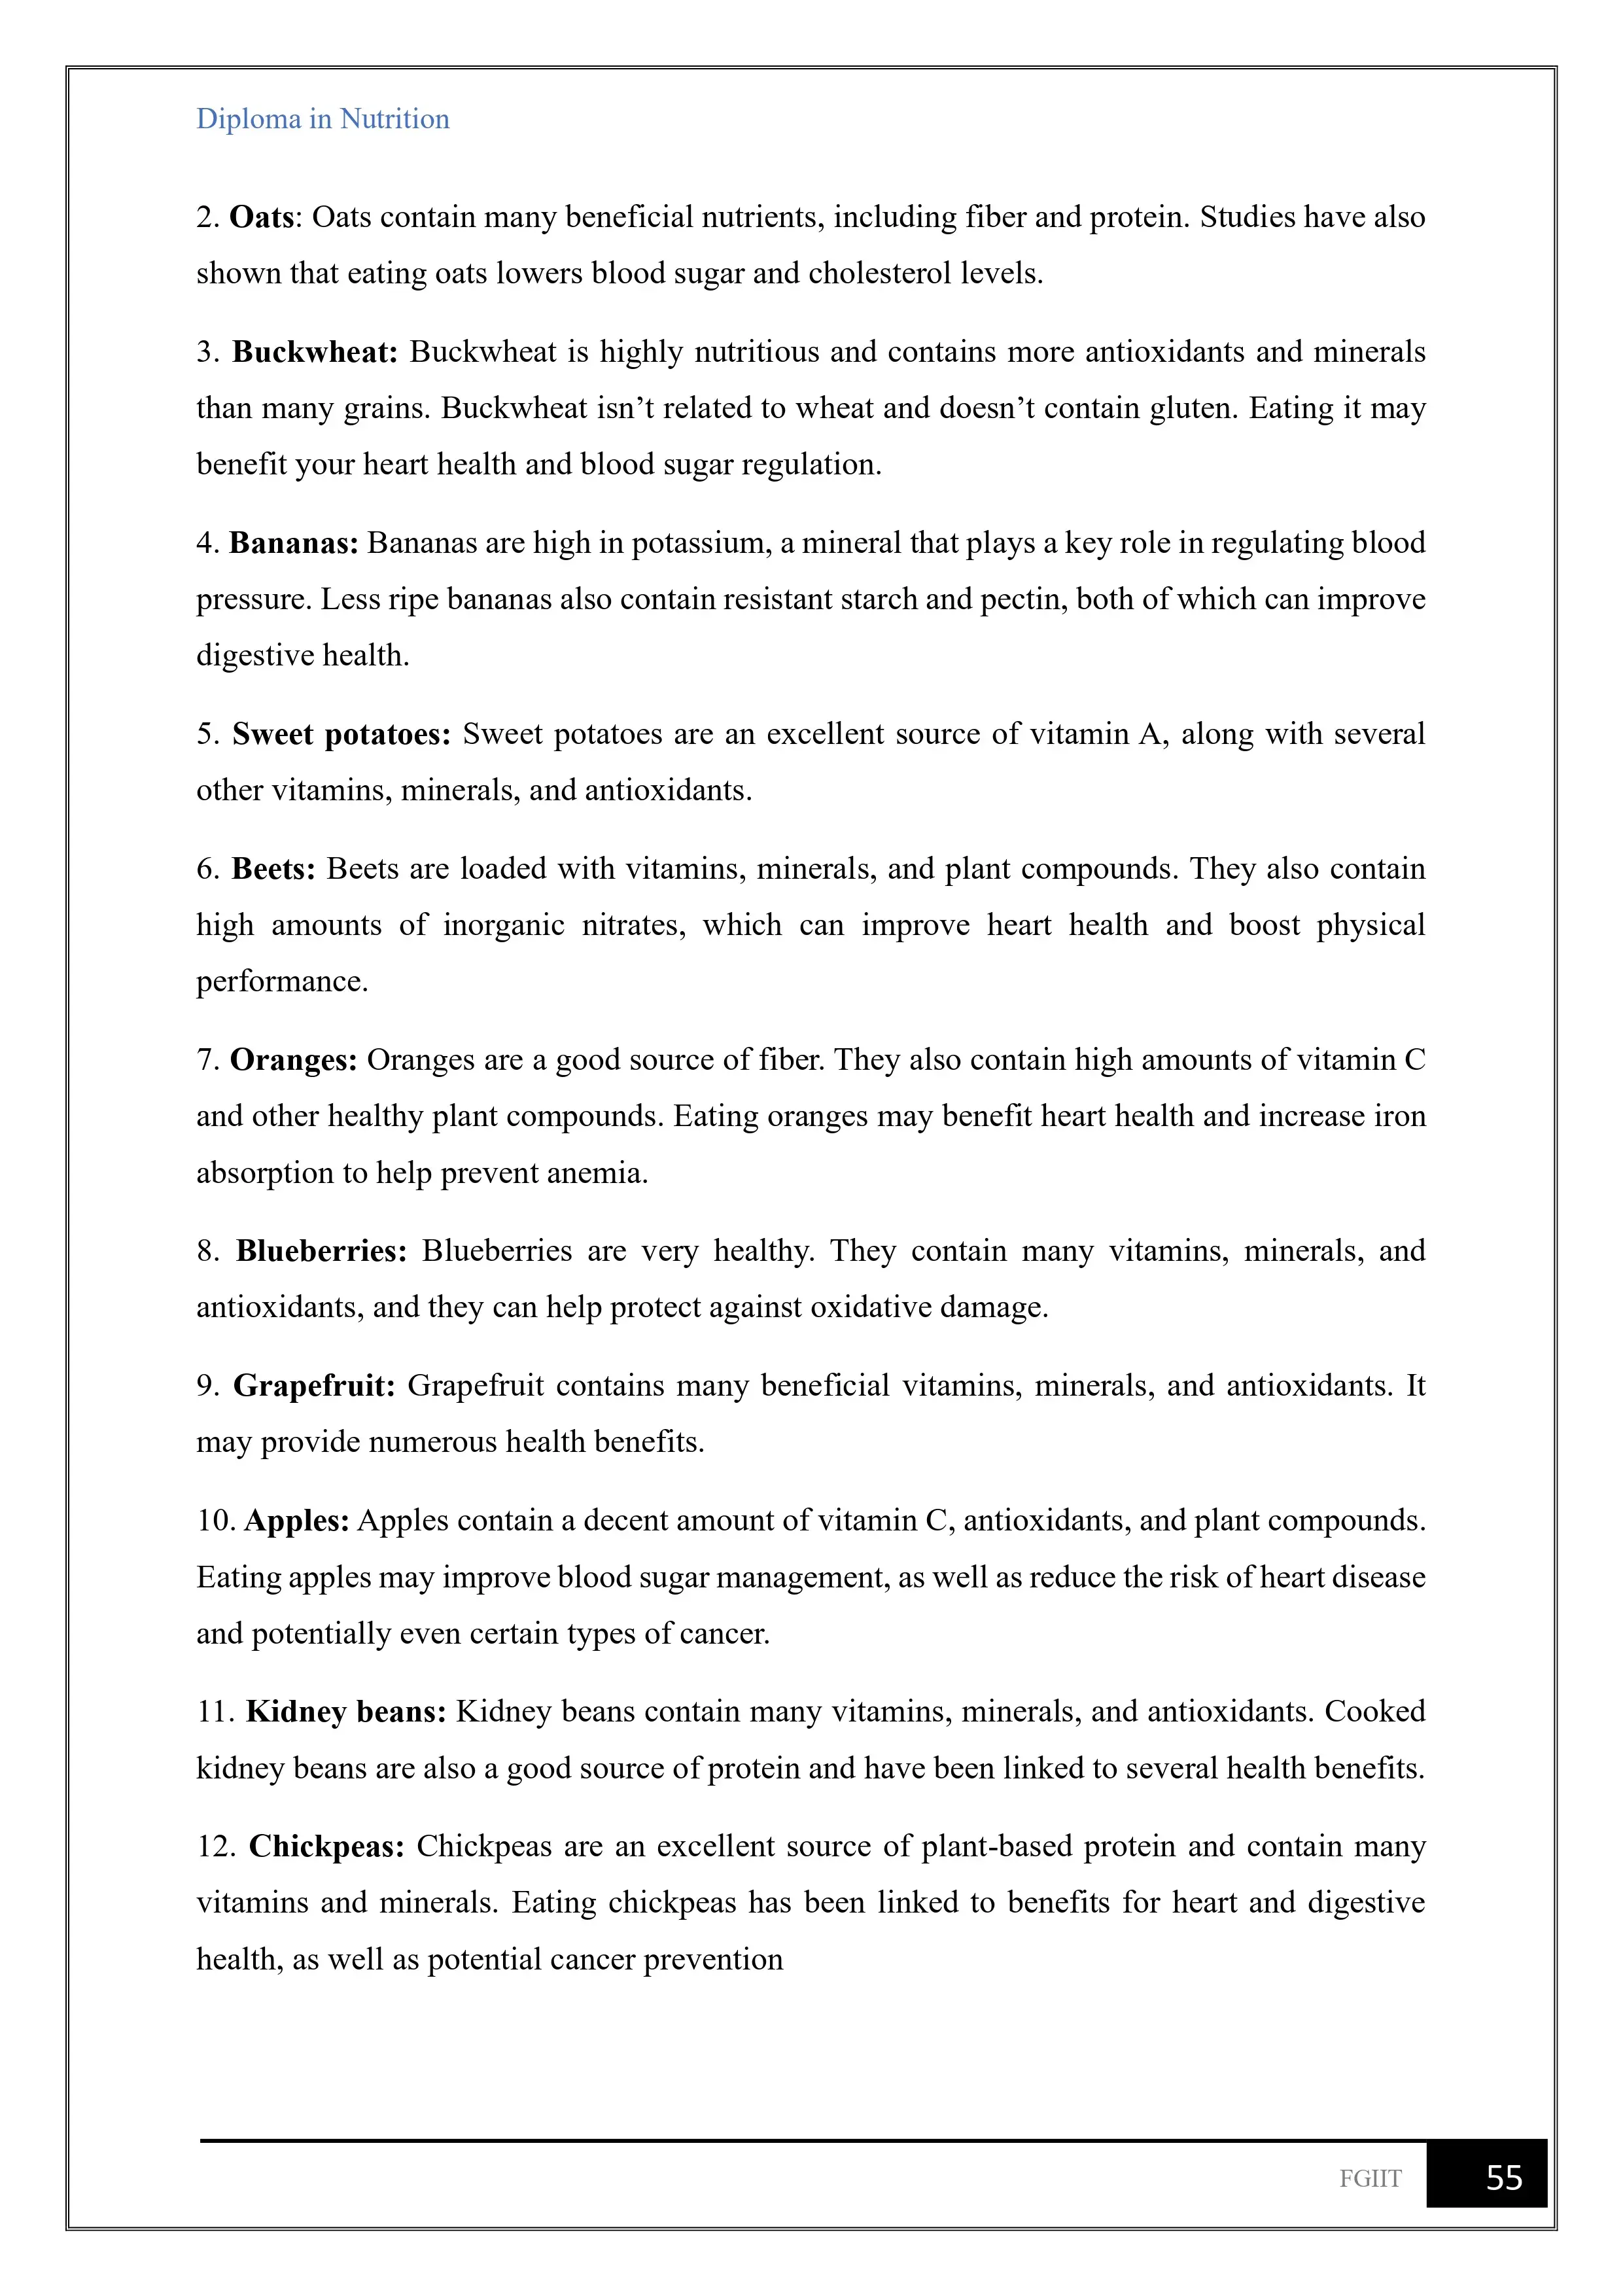 Diploma in Nutrition
2. Oats: Oats contain many beneficial nutrients, including fiber and protein. Studies have also
shown that eating oats lowers blood sugar and cholesterol levels.
3. Buckwheat: Buckwheat is highly nutritious and contains more antioxidants and minerals
than many grains. Buckwheat isn’t related to wheat and doesn’t contain gluten. Eating it may
benefit your heart health and blood sugar regulation.
4. Bananas: Bananas are high in potassium, a mineral that plays a key role in regulating blood
pressure. Less ripe bananas also contain resistant starch and pectin, both of which can improve
digestive health.
5. Sweet potatoes: Sweet potatoes are an excellent source of vitamin A, along with several
other vitamins, minerals, and antioxidants.
6. Beets: Beets are loaded with vitamins, minerals, and plant compounds. They also contain
high amounts of inorganic nitrates, which can improve heart health and boost physical
performance.
7. Oranges: Oranges are a good source of fiber. They also contain high amounts of vitamin C
and other healthy plant compounds. Eating oranges may benefit heart health and increase iron
absorption to help prevent anemia.
8. Blueberries: Blueberries are very healthy. They contain many vitamins, minerals, and
antioxidants, and they can help protect against oxidative damage.
9. Grapefruit: Grapefruit contains many beneficial vitamins, minerals, and antioxidants. It
may provide numerous health benefits.
10. Apples: Apples contain a decent amount of vitamin C, antioxidants, and plant compounds.
Eating apples may improve blood sugar management, as well as reduce the risk of heart disease
and potentially even certain types of cancer.
11. Kidney beans: Kidney beans contain many vitamins, minerals, and antioxidants. Cooked
kidney beans are also a good source of protein and have been linked to several health benefits.
12. Chickpeas: Chickpeas are an excellent source of plant-based protein and contain many
vitamins and minerals. Eating chickpeas has been linked to benefits for heart and digestive
health, as well as potential cancer prevention
FGIIT 55